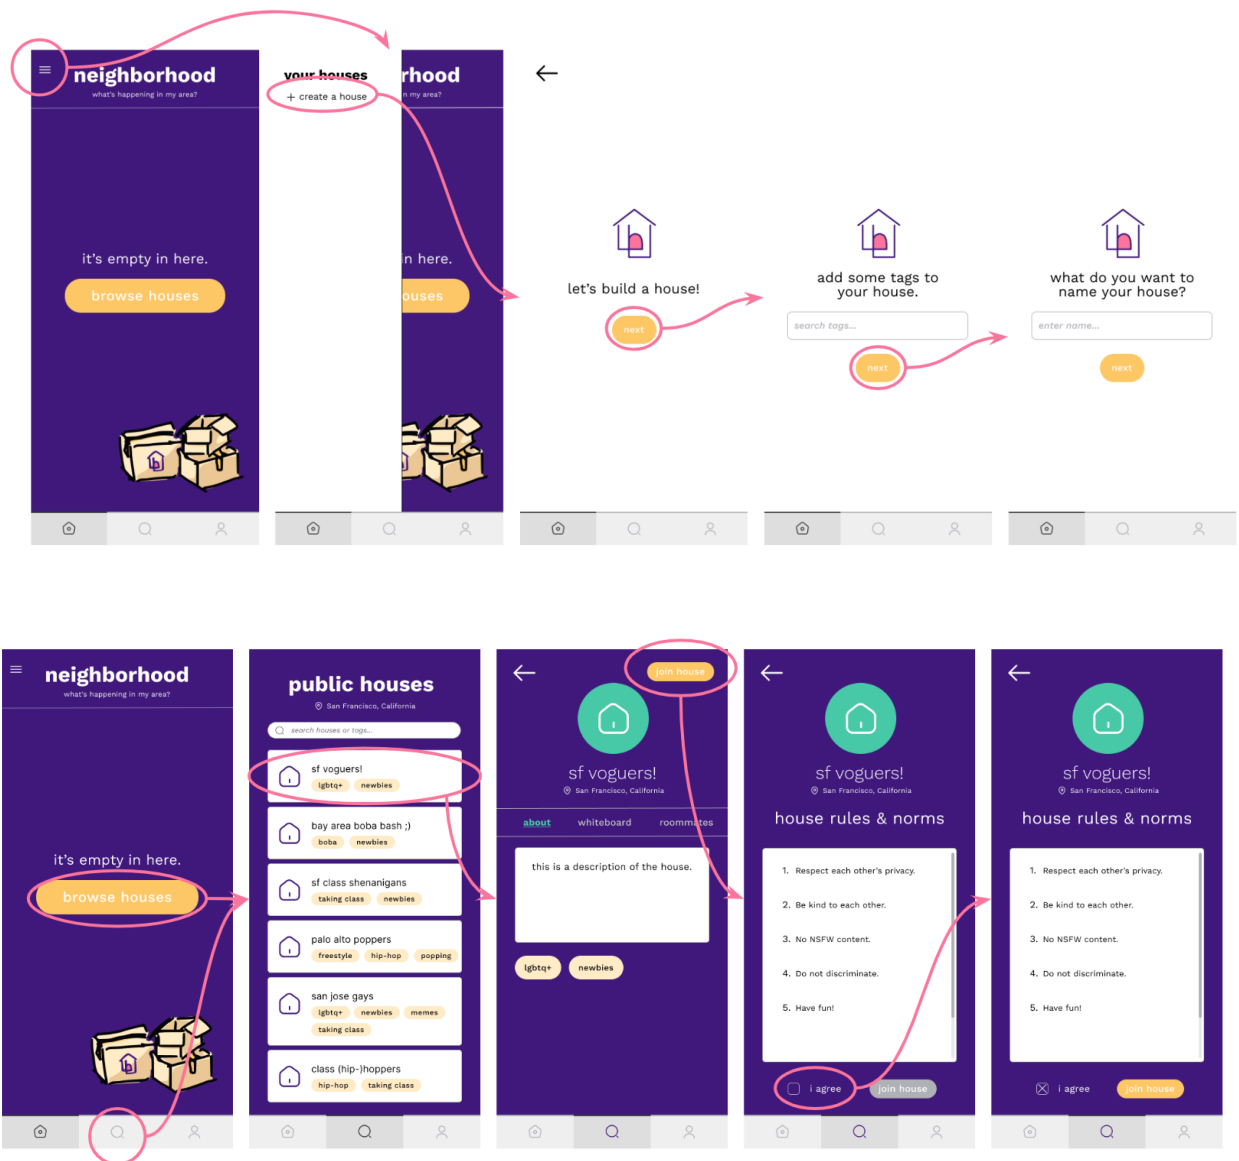 neighborhood
what's happening in my area?
it's empty in here.
browse houses
your houses
+ create a house
rhood
n my area?
in here.
ouses
let's build a house!
next
add some tags to
your house.
search tags...
next
what do you want to
name your house?
enter name...
next
neighborhood
what's happening in my area?
it's empty in here.
browse houses
public houses
San Francisco, California
search houses or tags...
sf voguers!
lgbtq+ newbies
bay area boba bash ;)
boba newbies
sf class shenanigans
taking class newbies
palo alto poppers
freestyle hip-hop popping
san jose gays
lgbtq+ newbies memes
taking class
class (hip-)hoppers
hip-hop taking class
join house
sf voguers!
San Francisco, California
about whiteboard roommates
this is a description of the house.
lgbtq+ newbies
sf voguers!
San Francisco, California
house rules & norms
1. Respect each other's privacy.
2. Be kind to each other.
3. No NSFW content.
4. Do not discriminate.
5. Have fun!
i agree join house
sf voguers!
San Francisco, California
house rules & norms
1. Respect each other's privacy.
2. Be kind to each other.
3. No NSFW content.
4. Do not discriminate.
5. Have fun!
i agree join house